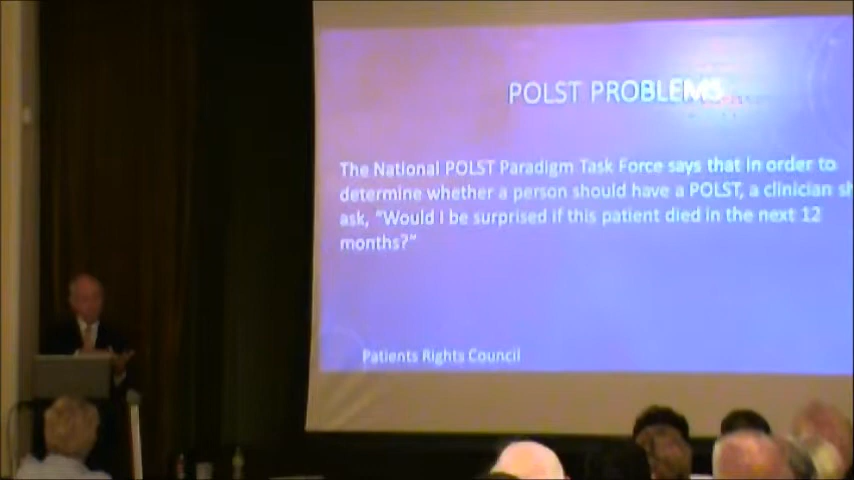 POLST PROBLEMS
The National POLST Paradigm Task Force says that in order to
determine whether a person should have a POLST, a clinician sh
ask, "Would I be surprised if this patient died in the next 12
months?"
Patients Rights Council